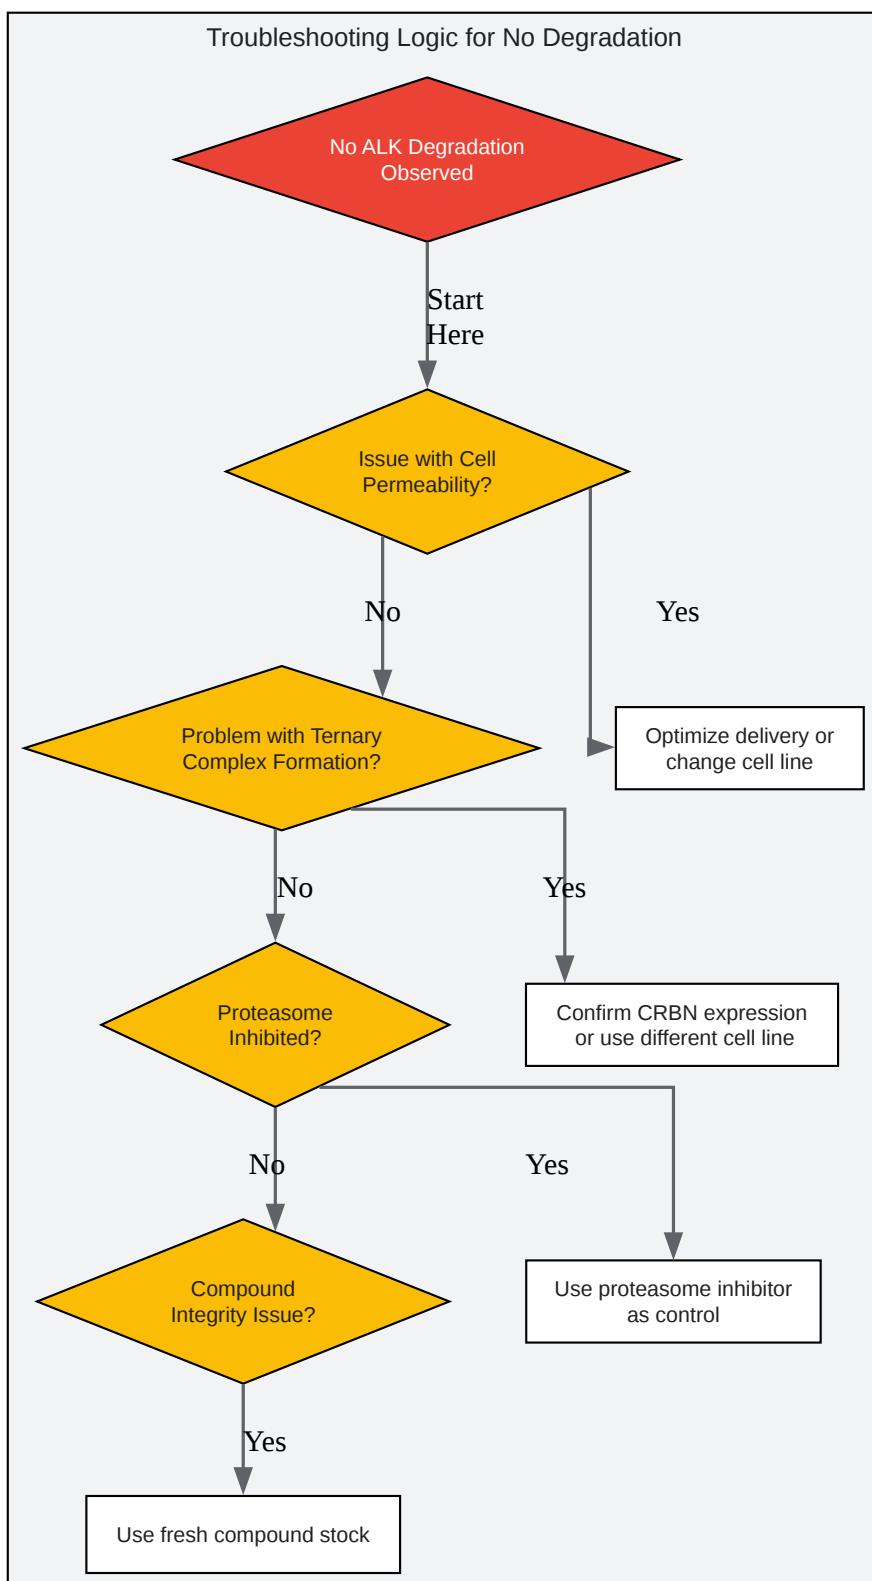 Troubleshooting Logic for No Degradation
No ALK Degradation
Observed
Start
Here
Issue with Cell
Permeability?
No
Yes
Problem with Ternary
Complex Formation?
Optimize delivery or
change cell line
No
Yes
Proteasome
Inhibited?
Confirm CRBN expression
or use different cell line
No
Yes
Compound
Integrity Issue?
Use proteasome inhibitor
as control
Yes
Use fresh compound stock